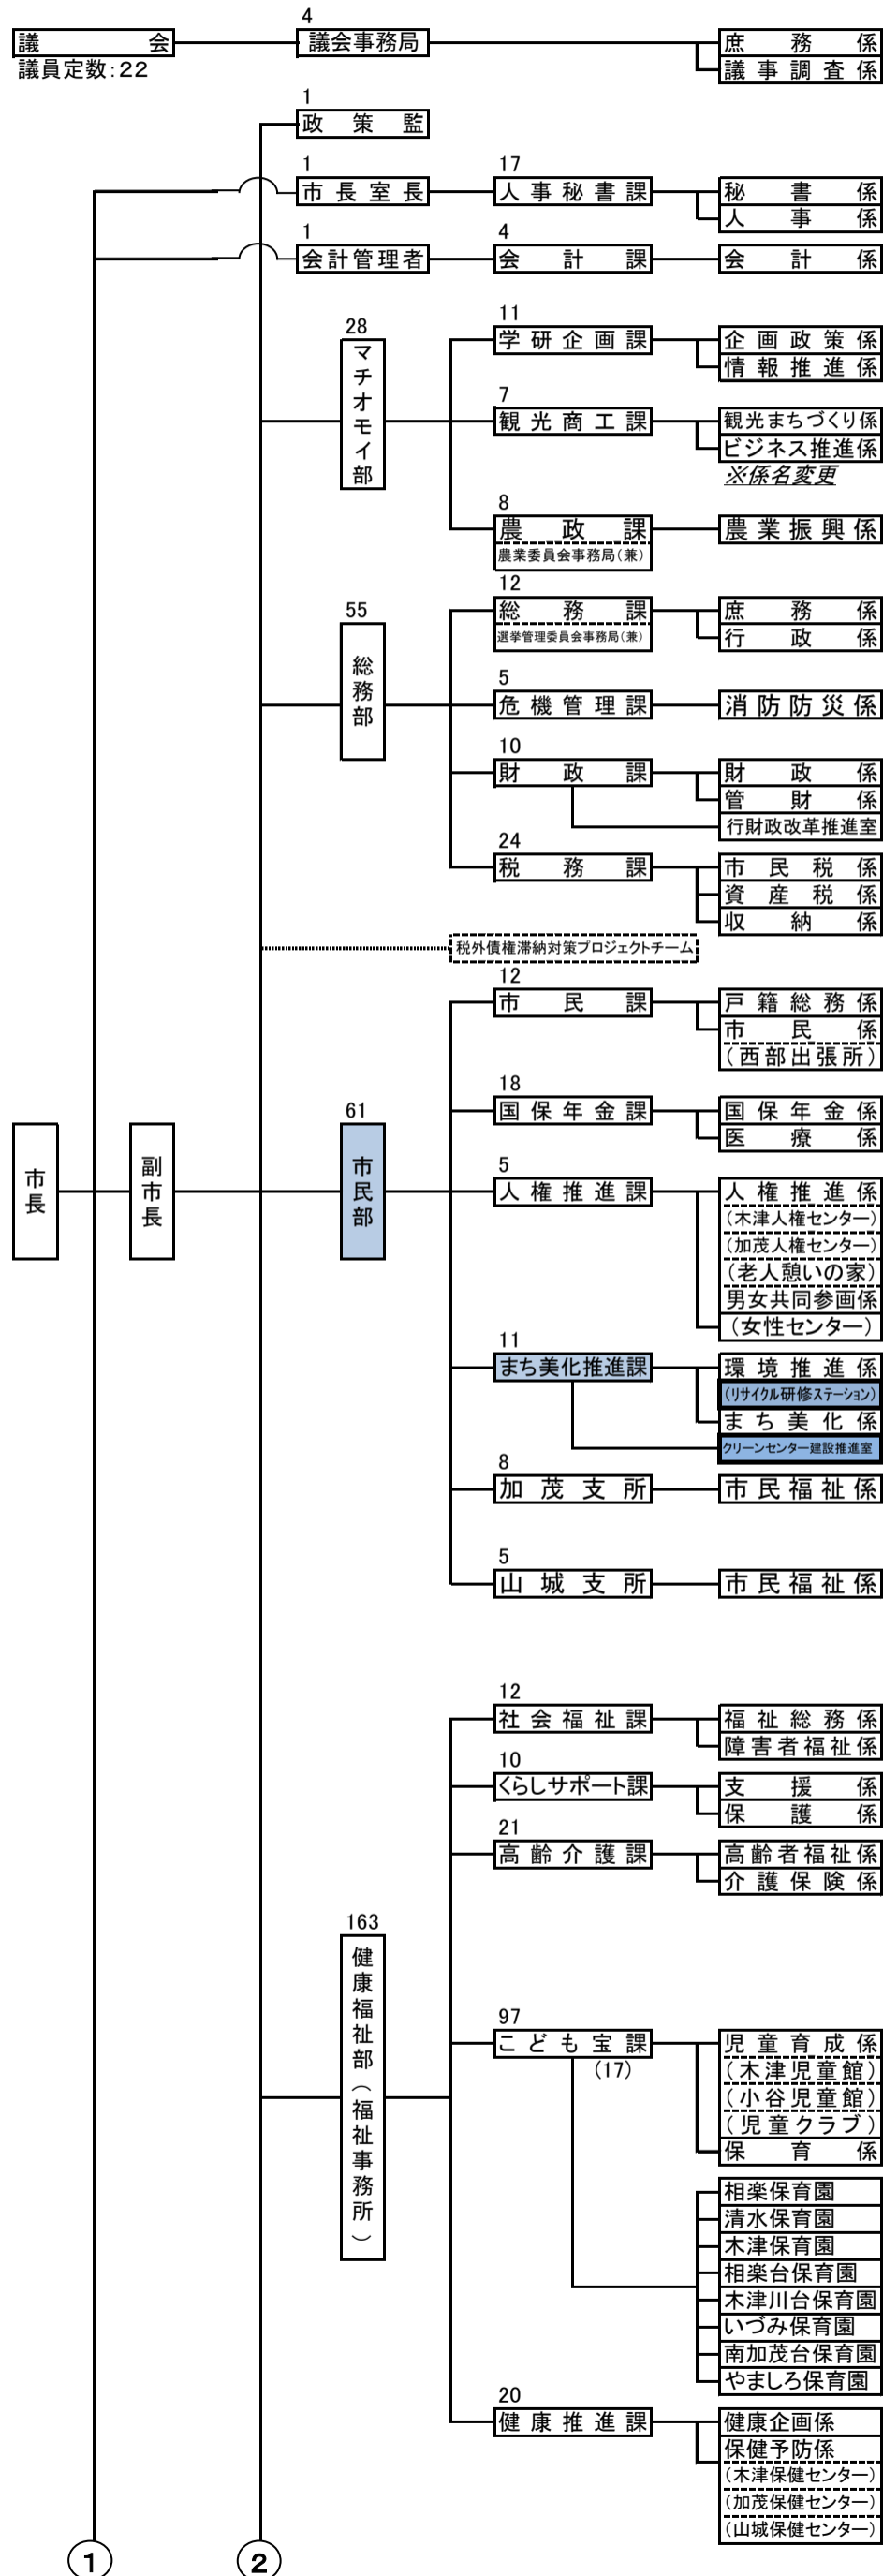 4
議会 議会事務局 庶務係
議員定数:22 議事調査係
1
政策監
1 17
市長室長 人事秘書課 秘書係
人事係
1 4
会計管理者 会計課 会計係
11
28 学研企画課 企画政策係
マチオモイ部 情報推進係
7
観光商工課 観光まちづくり係
ビジネス推進係
※係名変更
8
農政課 農業振興係
農業委員会事務局(兼)
12
55 総務課 庶務係
選挙管理委員会事務局(兼) 行政係
総務部
5
危機管理課 消防防災係
10
財政課 財政係
管財係
行財政改革推進室
24
税務課 市民税係
資産税係
収納係
税外債権滞納対策プロジェクトチーム
12
市民課 戸籍総務係
市民係
(西部出張所)
18
61 国保年金課 国保年金係
医療係
市長 副市長 市民部
5
人権推進課 人権推進係
(木津人権センター)
(加茂人権センター)
(老人憩いの家)
男女共同参画係
(女性センター)
11
まち美化推進課 環境推進係
(リサイクル研修ステーション)
まち美化係
クリーンセンター建設推進室
8
加茂支所 市民福祉係
5
山城支所 市民福祉係
12
社会福祉課 福祉総務係
障害者福祉係
10
くらしサポート課 支援係
保護係
21
高齢介護課 高齢者福祉係
介護保険係
163
健康福祉部(福祉事務所)
97
こども宝課 児童育成係
(17) (木津児童館)
(小谷児童館)
(児童クラブ)
保育係
相楽保育園
清水保育園
木津保育園
相楽台保育園
木津川台保育園
いづみ保育園
南加茂台保育園
やましろ保育園
20
健康推進課 健康企画係
保健予防係
(木津保健センター)
(加茂保健センター)
(山城保健センター)
1 2